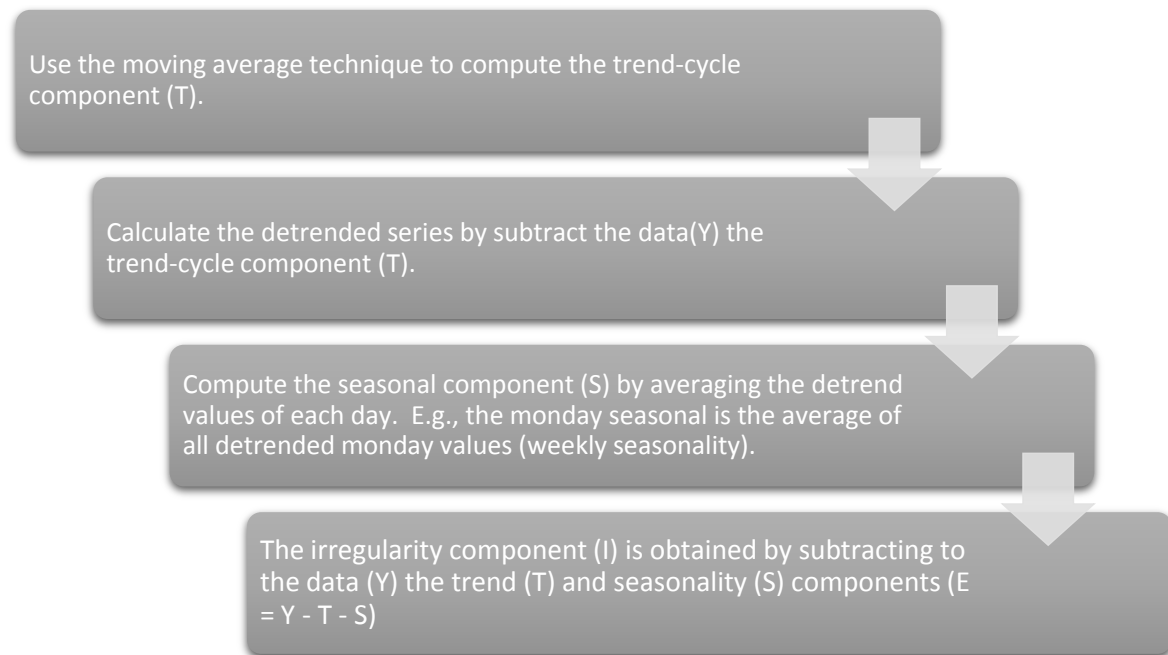 Use the moving average technique to compute the trend-cycle
component (T).
Calculate the detrended series by subtract the data(Y) the
trend-cycle component (T).
Compute the seasonal component (S) by averaging the detrend
values of each day.  E.g., the monday seasonal is the average of
all detrended monday values (weekly seasonality).
The irregularity component (I) is obtained by subtracting to
the data (Y) the trend (T) and seasonality (S) components (E
= Y - T - S)